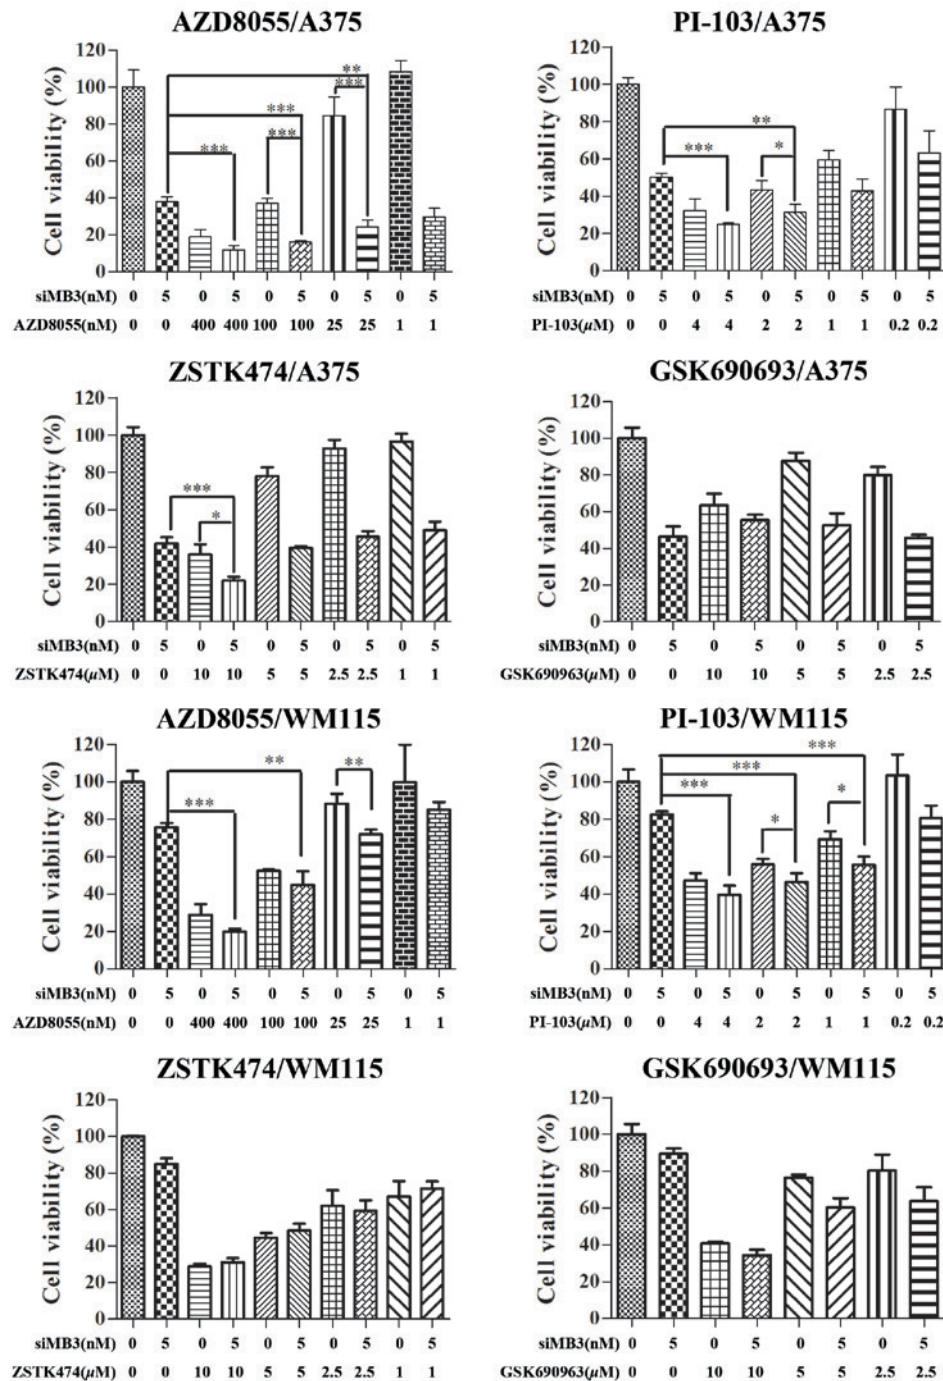 AZD8055/A375
Cell viability (%)
120
100
80
60
40
20
0
**
***
***
***
***
siMB3(nM) 0 5 0 5 0 5 0 5 0 5
AZD8055(nM) 0 0 400 400 100 100 25 25 1 1
PI-103/A375
Cell viability (%)
120
100
80
60
40
20
0
**
***
*
siMB3(nM) 0 5 0 5 0 5 0 5 0 5
PI-103(μM) 0 0 4 4 2 2 1 1 0.2 0.2
ZSTK474/A375
Cell viability (%)
120
100
80
60
40
20
0
***
*
siMB3(nM) 0 5 0 5 0 5 0 5 0 5
ZSTK474(μM) 0 0 10 10 5 5 2.5 2.5 1 1
GSK690693/A375
Cell viability (%)
120
100
80
60
40
20
0
siMB3(nM) 0 5 0 5 0 5 0 5
GSK690963(μM) 0 0 10 10 5 5 2.5 2.5
AZD8055/WM115
Cell viability (%)
120
100
80
60
40
20
0
**
**
***
siMB3(nM) 0 5 0 5 0 5 0 5 0 5
AZD8055(nM) 0 0 400 400 100 100 25 25 1 1
PI-103/WM115
Cell viability (%)
120
100
80
60
40
20
0
***
***
***
*
*
siMB3(nM) 0 5 0 5 0 5 0 5 0 5
PI-103(μM) 0 0 4 4 2 2 1 1 0.2 0.2
ZSTK474/WM115
Cell viability (%)
120
100
80
60
40
20
0
siMB3(nM) 0 5 0 5 0 5 0 5 0 5
ZSTK474(μM) 0 0 10 10 5 5 2.5 2.5 1 1
GSK690693/WM115
Cell viability (%)
120
100
80
60
40
20
0
siMB3(nM) 0 5 0 5 0 5 0 5
GSK690963(μM) 0 0 10 10 5 5 2.5 2.5